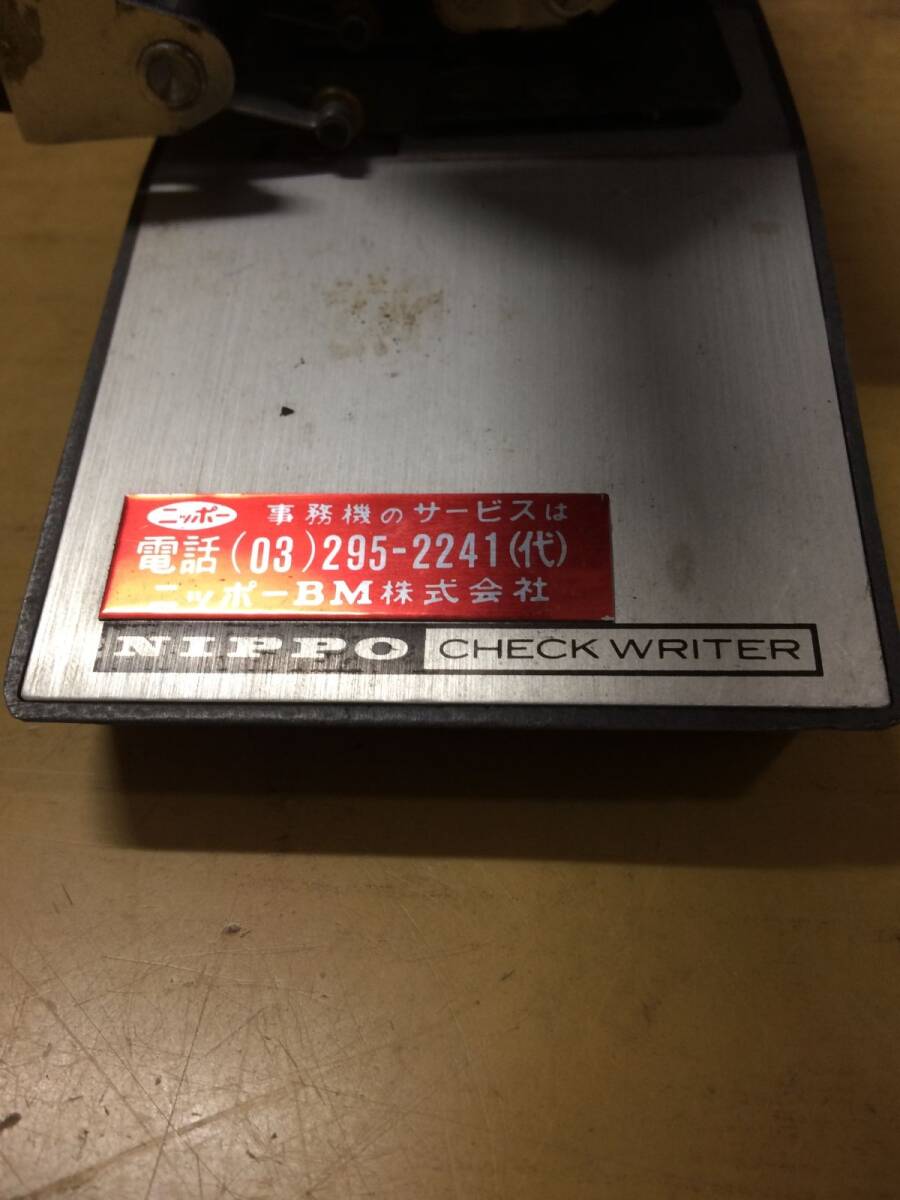 ニッポー 事務機のサービスは
電話(03)295-2241(代)
ニッポーBM株式会社
NIPPO CHECK WRITER